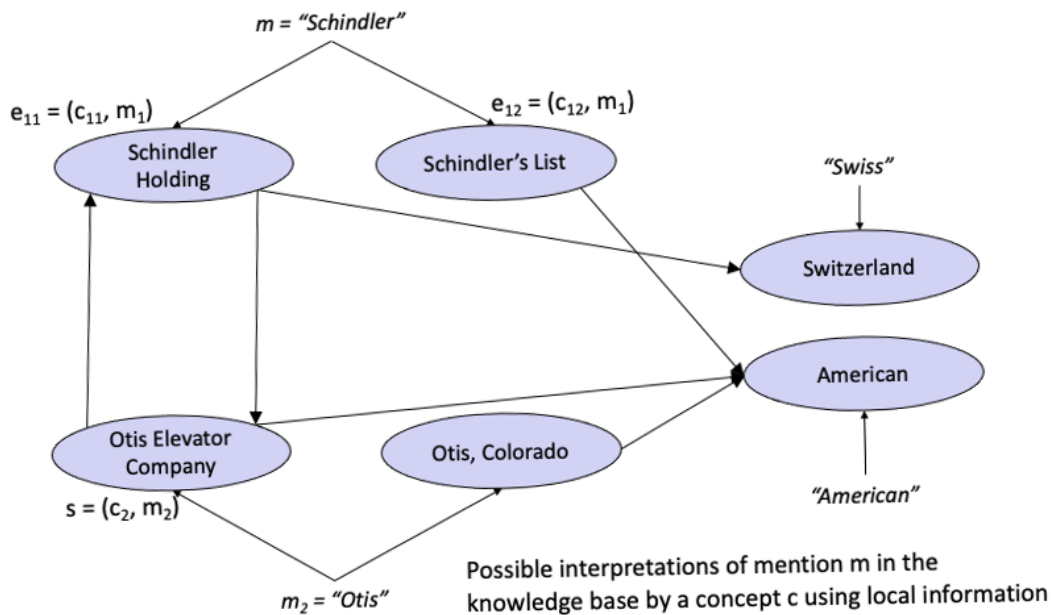 m = “Schindler”
e11 = (c11, m1)
e12 = (c12, m1)
Schindler
Holding
Schindler’s List
“Swiss”
Switzerland
American
Otis Elevator
Company
Otis, Colorado
s = (c2, m2)
“American”
m2 = “Otis”
Possible interpretations of mention m in the
knowledge base by a concept c using local information